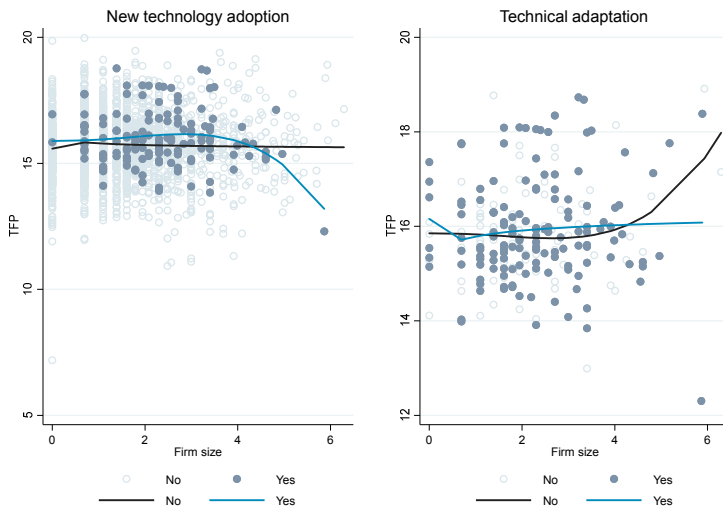 New technology adoption
20
15
10
5
TFP
0 2 4 6
Firm size
No Yes
No Yes
Technical adaptation
20
18
16
14
12
TFP
0 2 4 6
Firm size
No Yes
No Yes